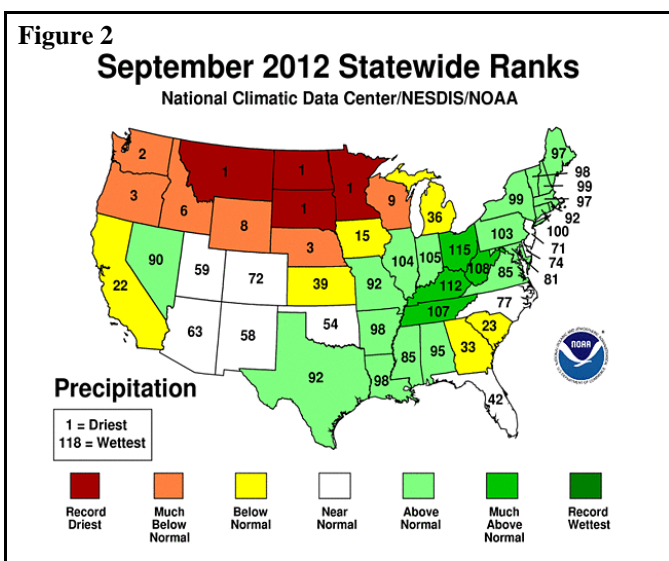 Figure 2
September 2012 Statewide Ranks
National Climatic Data Center/NESDIS/NOAA
2
1
1
1
97
98
99
97
92
3
6
8
1
9
36
99
100
71
74
81
90
59
72
3
15
104
105
115
103
108
85
22
39
92
112
77
63
58
54
98
107
23
33
92
98
85
95
42
NOAA
Precipitation
1 = Driest
118 = Wettest
Record
Driest
Much
Below
Normal
Below
Normal
Near
Normal
Above
Normal
Much
Above
Normal
Record
Wettest